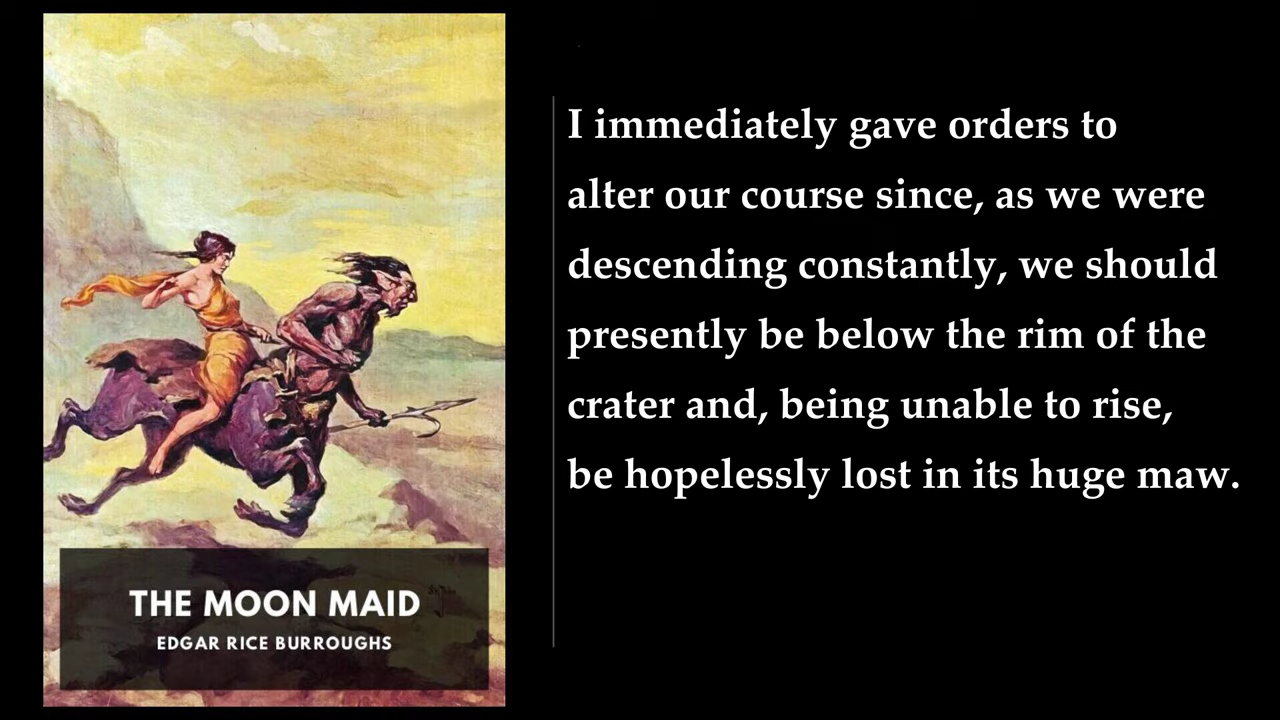 THE MOON MAID
EDGAR RICE BURROUGHS
I immediately gave orders to
alter our course since, as we were
descending constantly, we should
presently be below the rim of the
crater and, being unable to rise,
be hopelessly lost in its huge maw.